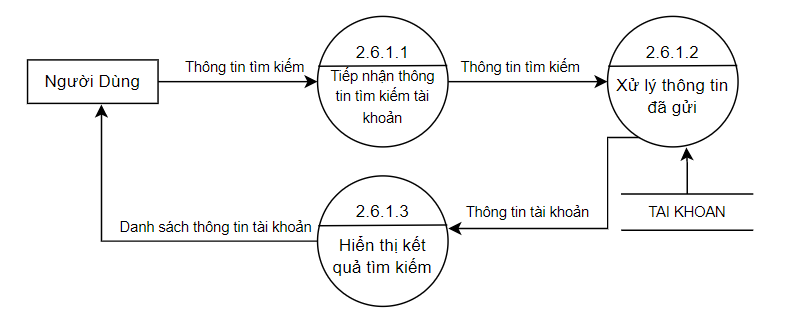 Người Dùng
Thông tin tìm kiếm
2.6.1.1
Tiếp nhận thông
tin tìm kiếm tài
khoản
Thông tin tìm kiếm
2.6.1.2
Xử lý thông tin
đã gửi
TAI KHOAN
Thông tin tài khoản
2.6.1.3
Hiển thị kết
quả tìm kiếm
Danh sách thông tin tài khoản